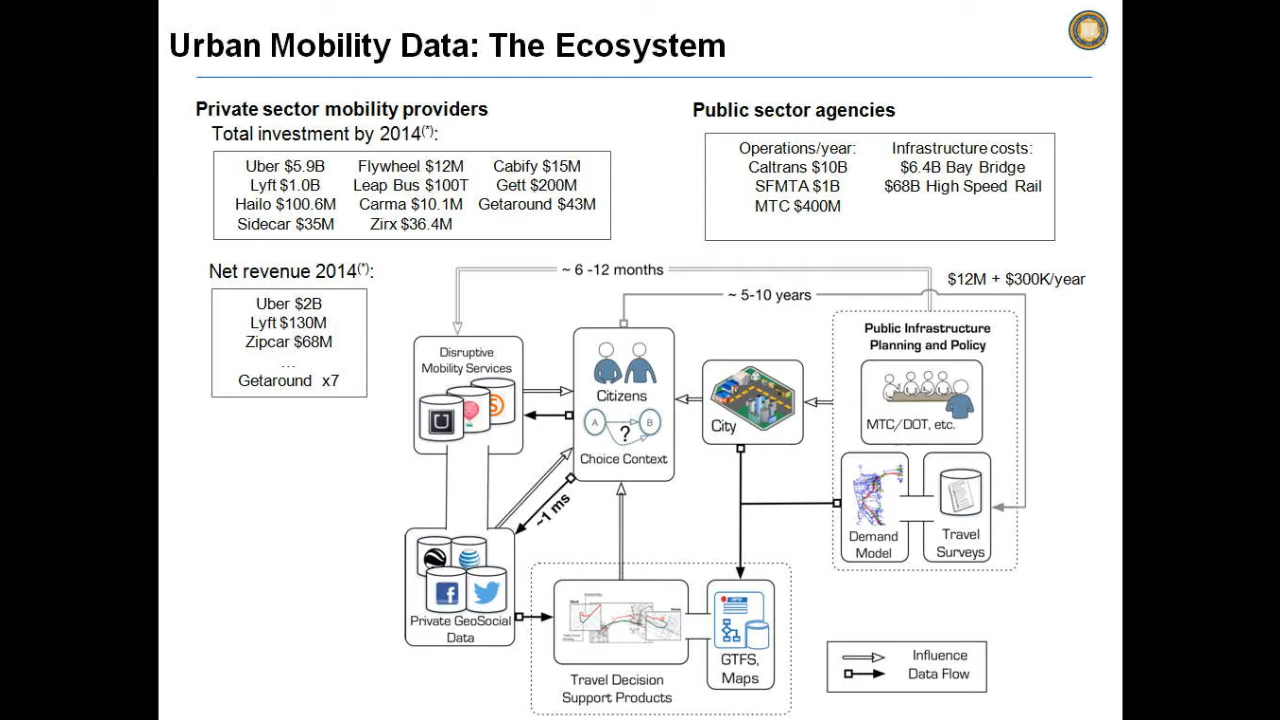 Urban Mobility Data: The Ecosystem
Private sector mobility providers
Total investment by 2014(*):
Uber $5.9B Flywheel $12M Cabify $15M
Lyft $1.0B Leap Bus $100T Gett $200M
Hailo $100.6M Carma $10.1M Getaround $43M
Sidecar $35M Zirx $36.4M
Public sector agencies
Operations/year: Infrastructure costs:
Caltrans $10B $6.4B Bay Bridge
SFMTA $1B $68B High Speed Rail
MTC $400M
Net revenue 2014(*):
Uber $2B
Lyft $130M
Zipcar $68M
...
Getaround x7
~ 6 -12 months
~ 5-10 years
$12M + $300K/year
Disruptive
Mobility Services
U
S
Citizens
A
?
B
Choice Context
City
Public Infrastructure
Planning and Policy
MTC/DOT, etc.
Demand
Model
Travel
Surveys
~1 ms
f
Private GeoSocial
Data
Travel Decision
Support Products
GTFS,
Maps
Influence
Data Flow